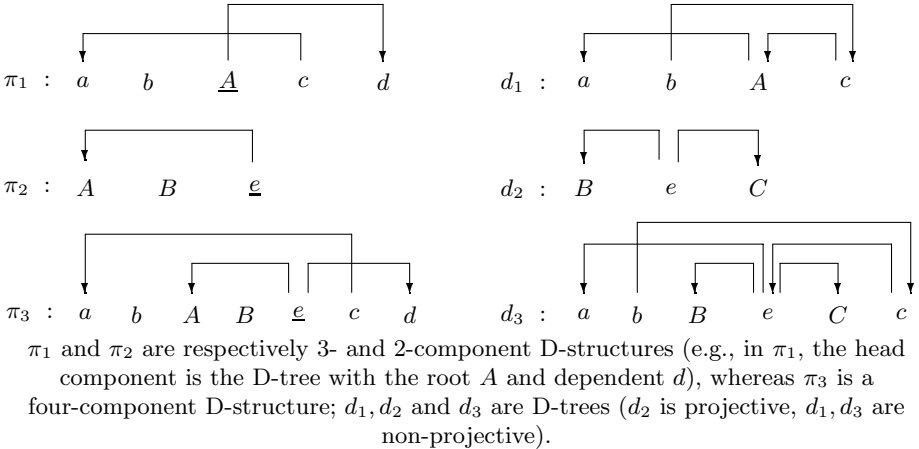 π₁ : a b A c d d₁ : a b A c
π₂ : A B e d₂ : B e C
π₃ : a b A B e c d d₃ : a b B e C c
π₁ and π₂ are respectively 3- and 2-component D-structures (e.g., in π₁, the head
component is the D-tree with the root A and dependent d), whereas π₃ is a
four-component D-structure; d₁, d₂ and d₃ are D-trees (d₂ is projective, d₁, d₃ are
non-projective).